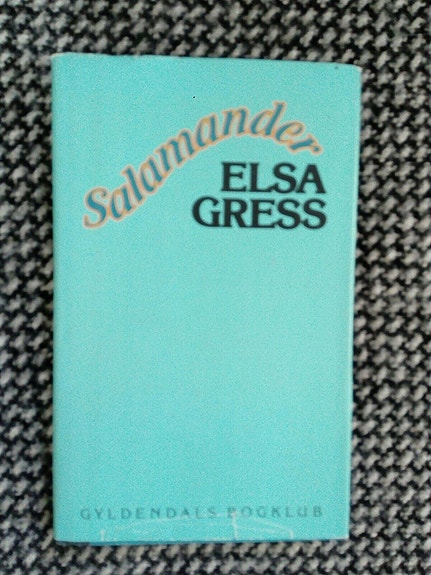 Salamander
ELSA
GRESS
GYLDENDALS BOGKLUB